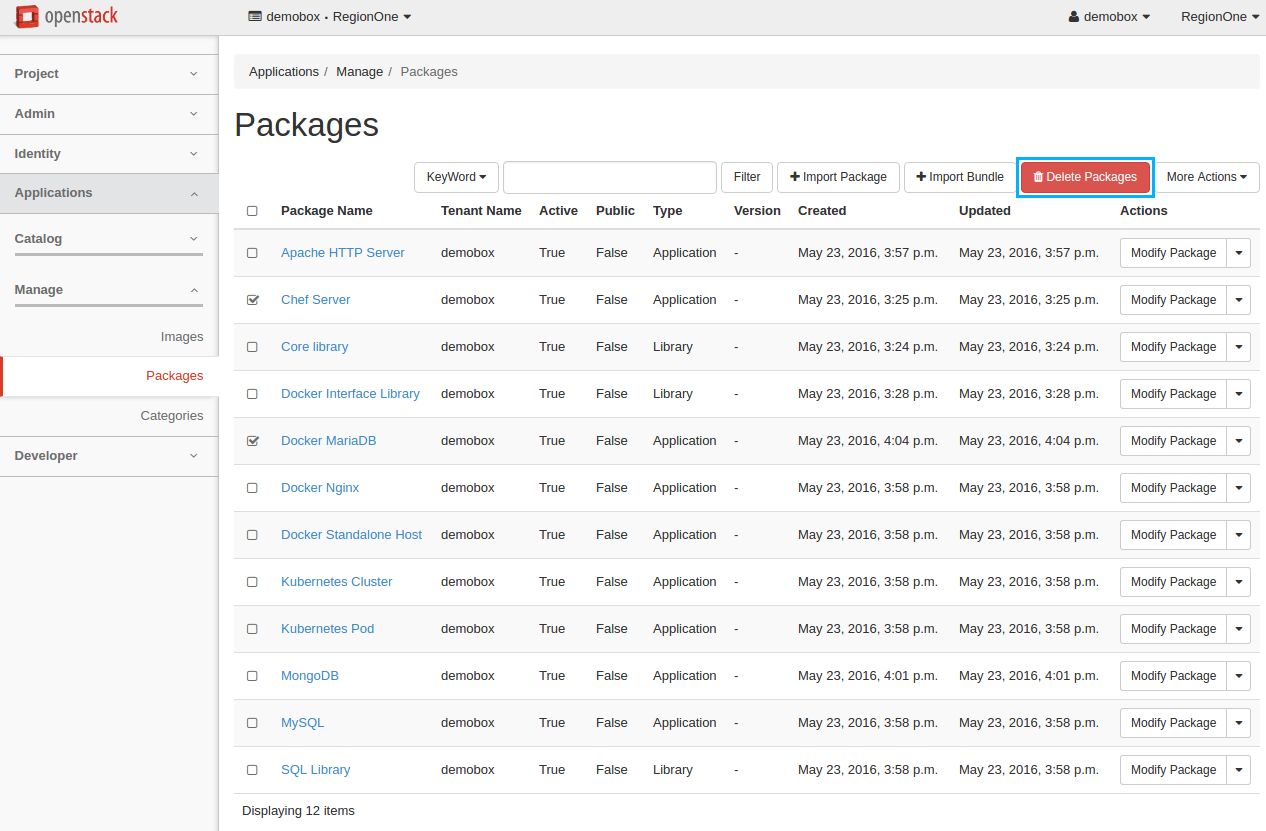 openstack
demobox • RegionOne
demobox
RegionOne
Project
Admin
Identity
Applications
Catalog
Manage
Images
Packages
Categories
Developer
Applications / Manage / Packages
Packages
KeyWord
Filter
Import Package
Import Bundle
Delete Packages
More Actions
Package Name Tenant Name Active Public Type Version Created Updated Actions
Apache HTTP Server demobox True False Application - May 23, 2016, 3:57 p.m. May 23, 2016, 3:57 p.m. Modify Package
Chef Server demobox True False Application - May 23, 2016, 3:25 p.m. May 23, 2016, 3:25 p.m. Modify Package
Core library demobox True False Library - May 23, 2016, 3:24 p.m. May 23, 2016, 3:24 p.m. Modify Package
Docker Interface Library demobox True False Library - May 23, 2016, 3:28 p.m. May 23, 2016, 3:28 p.m. Modify Package
Docker MariaDB demobox True False Application - May 23, 2016, 4:04 p.m. May 23, 2016, 4:04 p.m. Modify Package
Docker Nginx demobox True False Application - May 23, 2016, 3:58 p.m. May 23, 2016, 3:58 p.m. Modify Package
Docker Standalone Host demobox True False Application - May 23, 2016, 3:58 p.m. May 23, 2016, 3:58 p.m. Modify Package
Kubernetes Cluster demobox True False Application - May 23, 2016, 3:58 p.m. May 23, 2016, 3:58 p.m. Modify Package
Kubernetes Pod demobox True False Application - May 23, 2016, 3:58 p.m. May 23, 2016, 3:58 p.m. Modify Package
MongoDB demobox True False Application - May 23, 2016, 4:01 p.m. May 23, 2016, 4:01 p.m. Modify Package
MySQL demobox True False Application - May 23, 2016, 3:58 p.m. May 23, 2016, 3:58 p.m. Modify Package
SQL Library demobox True False Library - May 23, 2016, 3:58 p.m. May 23, 2016, 3:58 p.m. Modify Package
Displaying 12 items